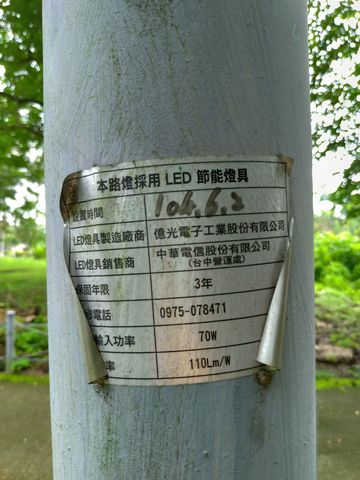 本路燈採用 LED 節能燈具
設置時間 104.6.2
LED燈具製造廠商 億光電子工業股份有限公司
LED燈具銷售商 中華電信股份有限公司
(台中營運處)
保固年限 3年
電話 0975-078471
輸入功率 70W
率 110Lm/W